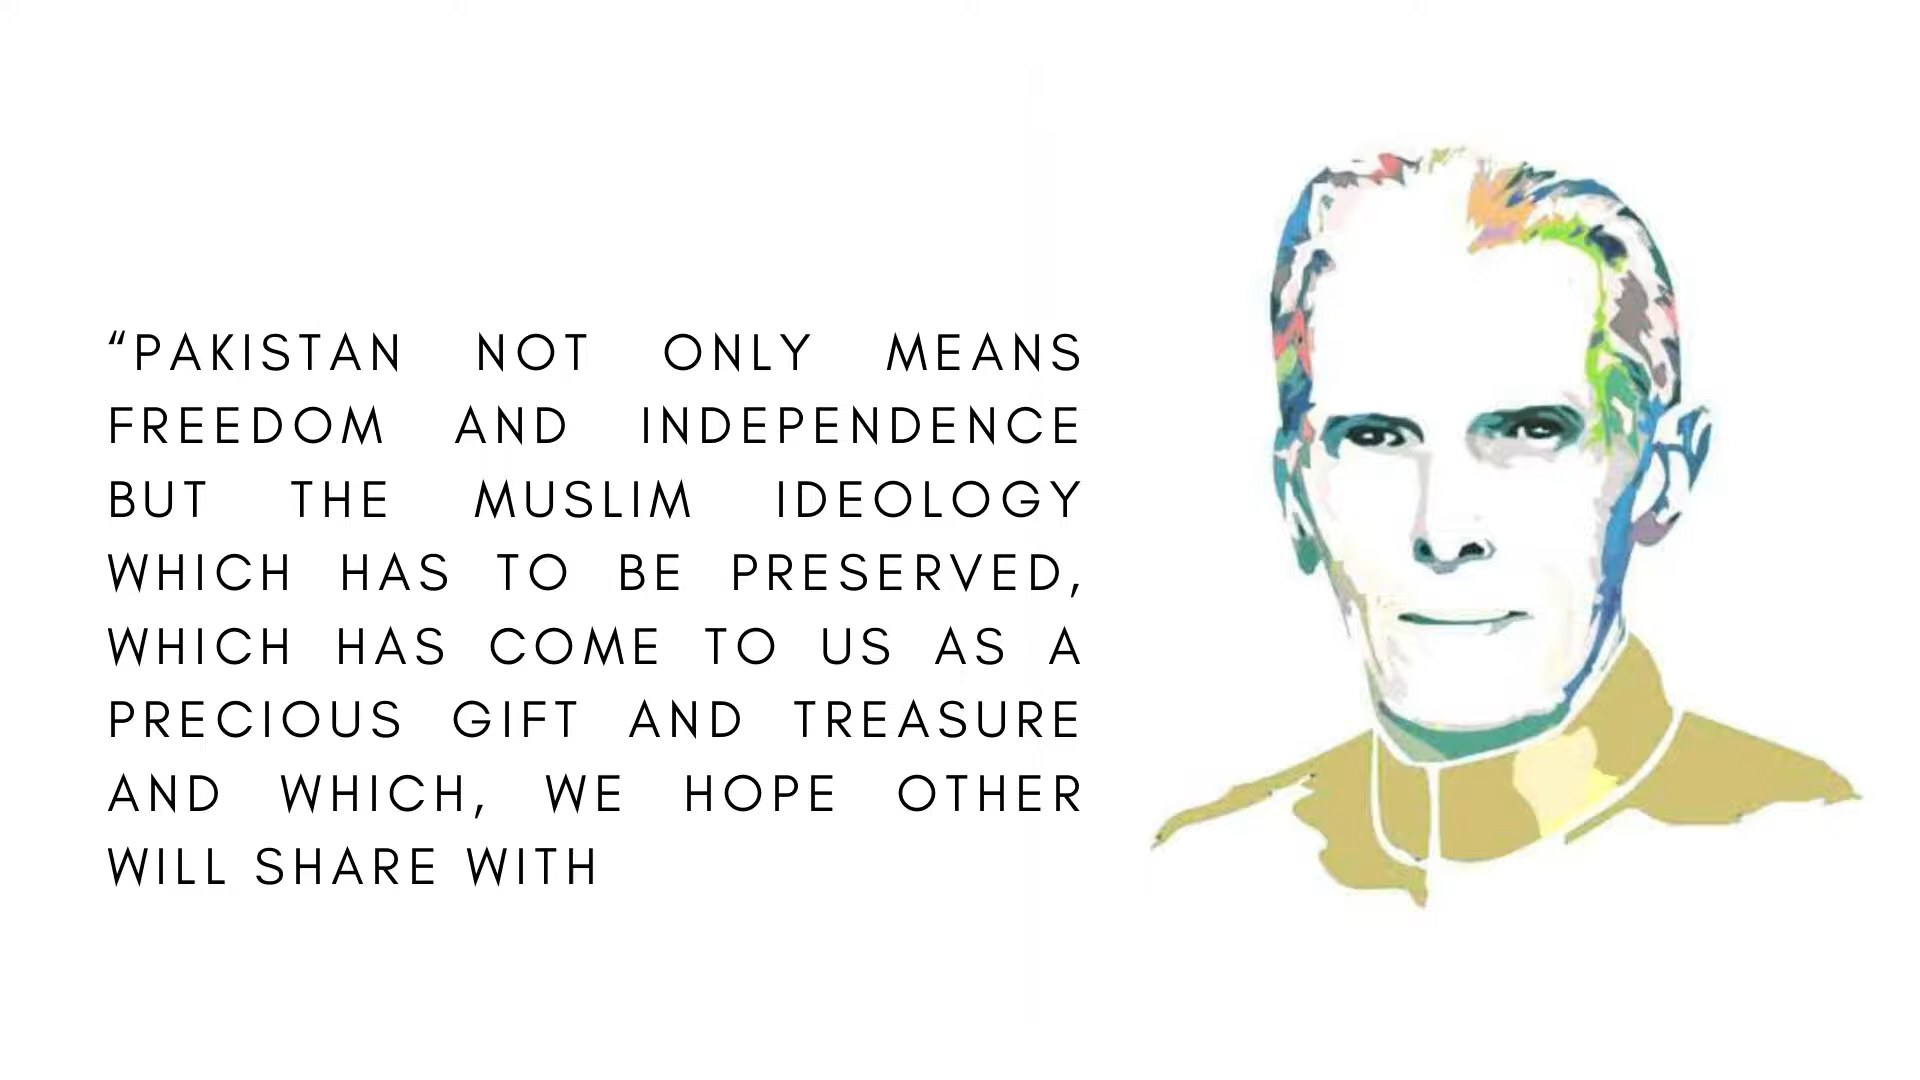 “PAKISTAN NOT ONLY MEANS
FREEDOM AND INDEPENDENCE
BUT THE MUSLIM IDEOLOGY
WHICH HAS TO BE PRESERVED,
WHICH HAS COME TO US AS A
PRECIOUS GIFT AND TREASURE
AND WHICH, WE HOPE OTHER
WILL SHARE WITH